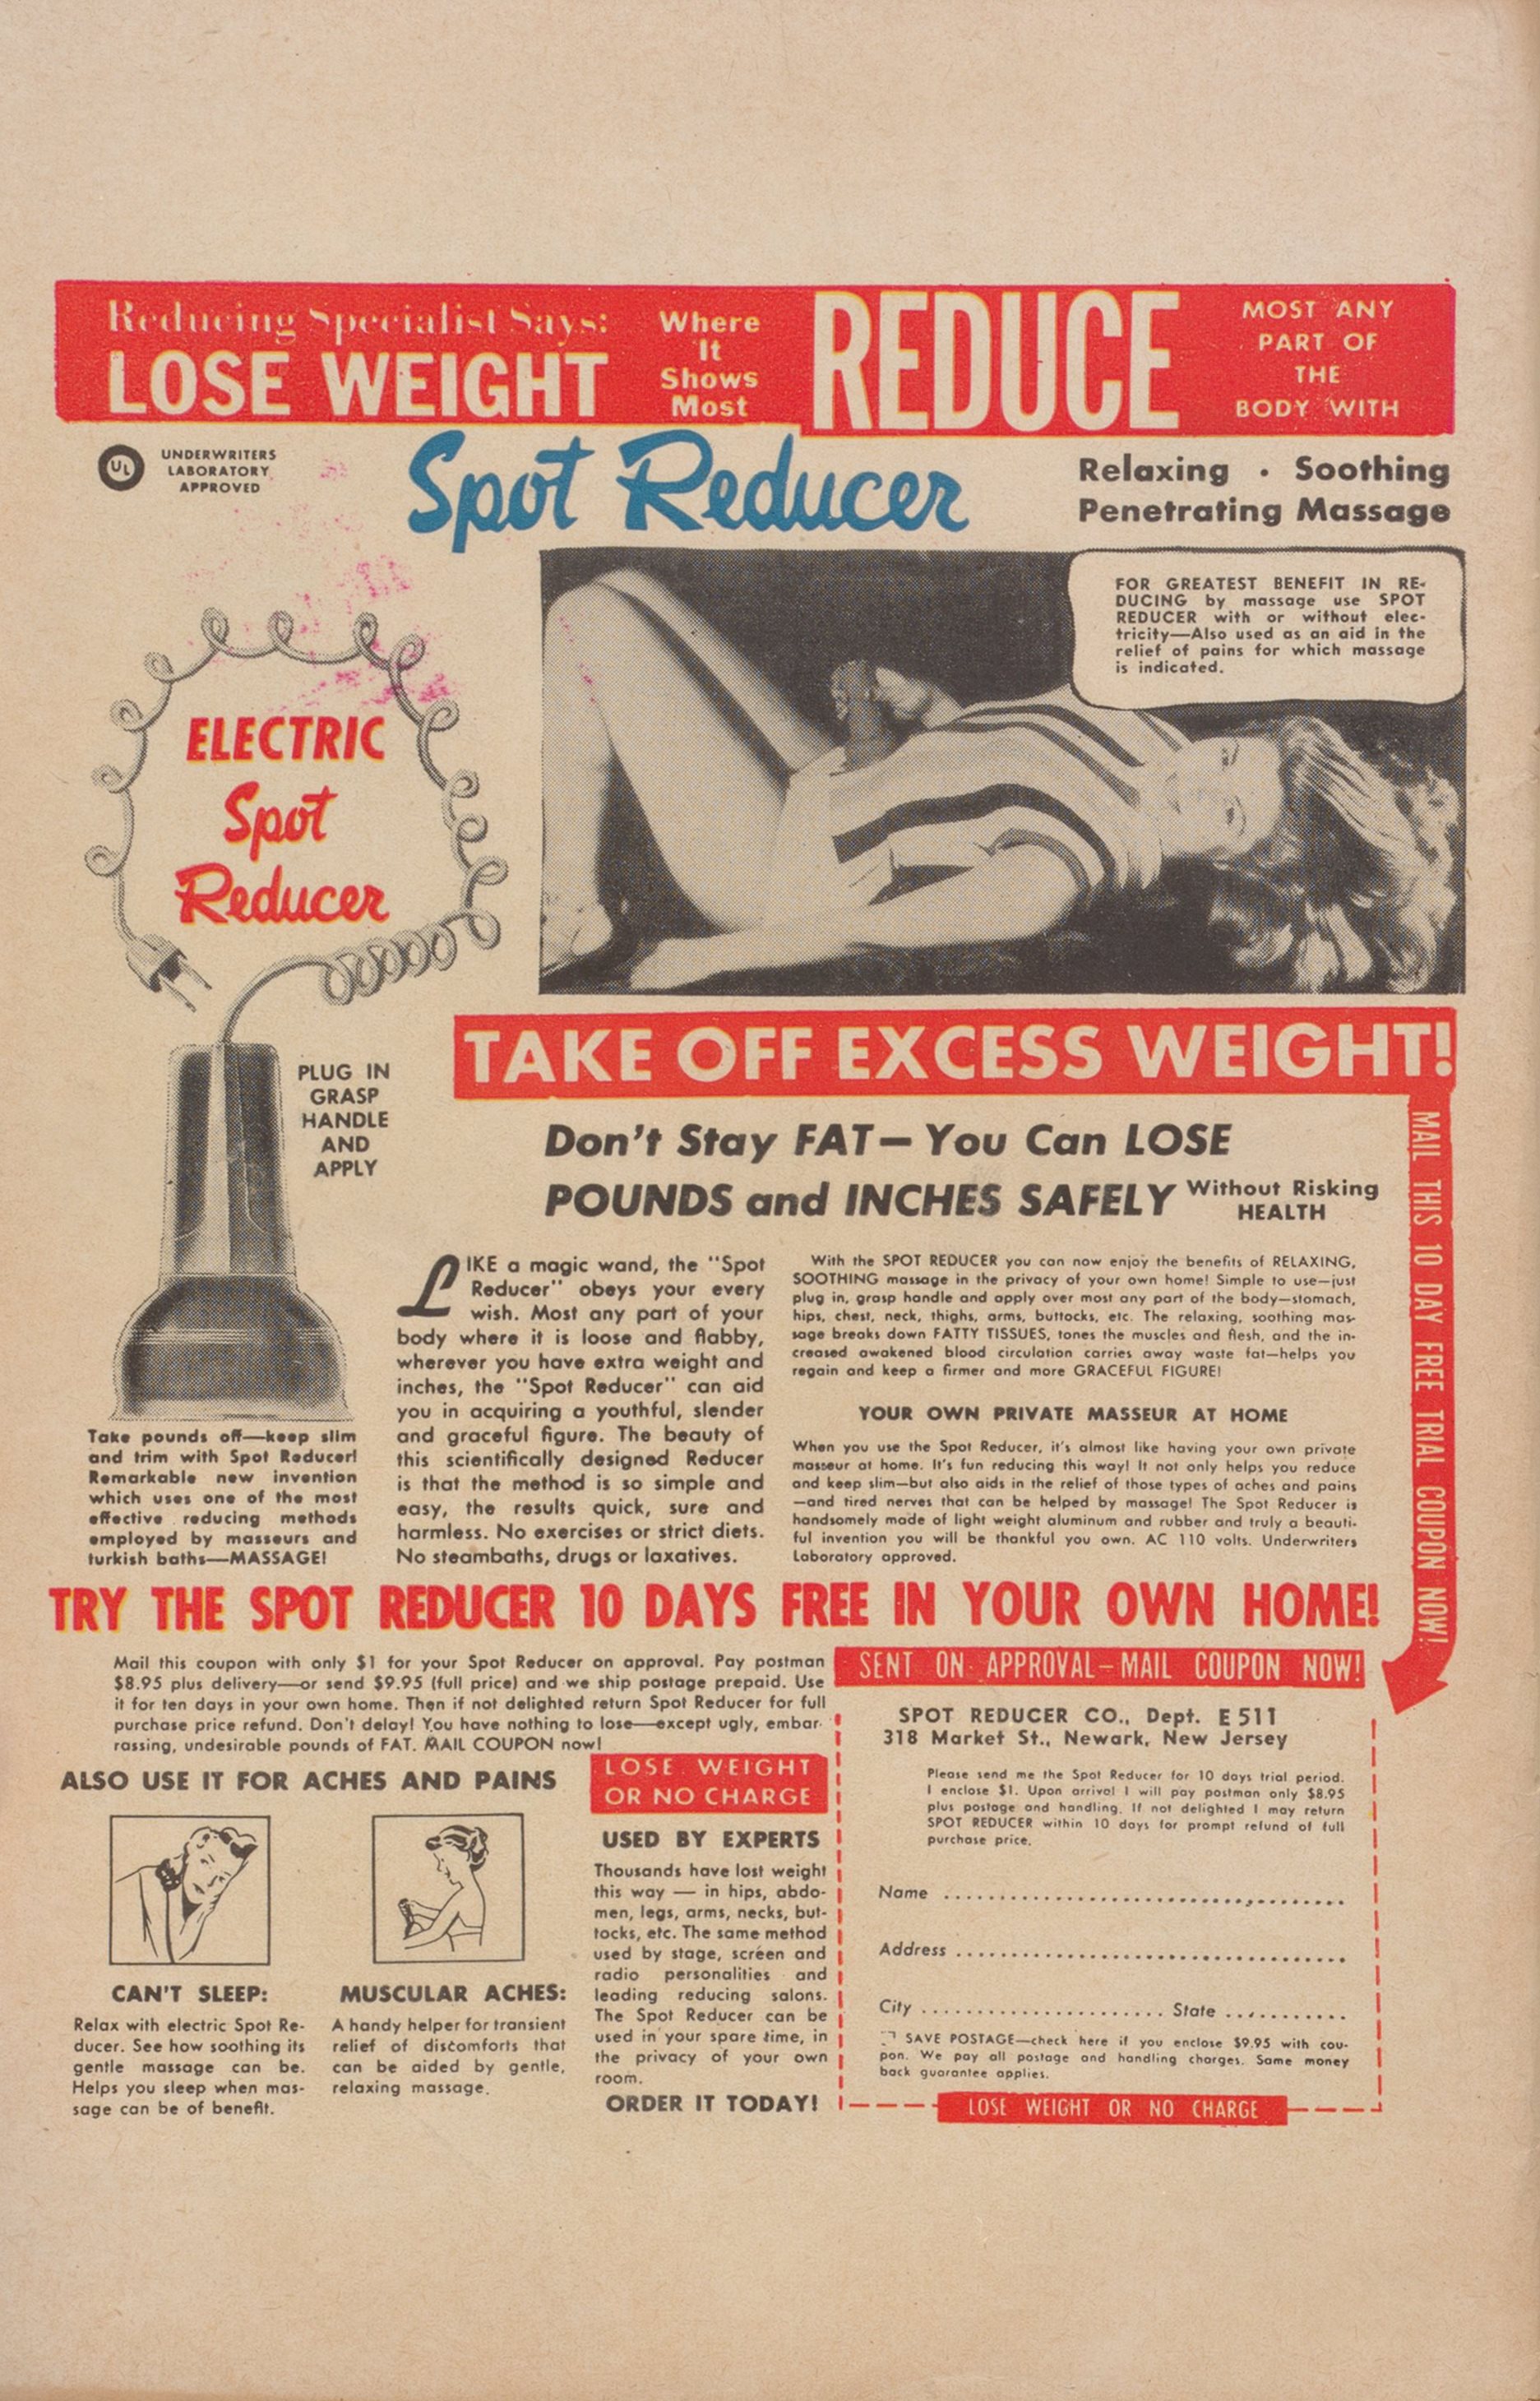 Reducing Specialist Says:
LOSE WEIGHT
Where
It
Shows
Most
REDUCE
MOST ANY
PART OF
THE
BODY WITH
UL
UNDERWRITERS
LABORATORY
APPROVED
Spot Reducer
Relaxing · Soothing
Penetrating Massage
FOR GREATEST BENEFIT IN RE-
DUCING by massage use SPOT
REDUCER with or without elec-
tricity—Also used as an aid in the
relief of pains for which massage
is indicated.
ELECTRIC
Spot
Reducer
PLUG IN
GRASP
HANDLE
AND
APPLY
TAKE OFF EXCESS WEIGHT!
Don't Stay FAT—You Can LOSE
POUNDS and INCHES SAFELY Without Risking
HEALTH
MAIL THIS 10 DAY FREE TRIAL COUPON NOW!
Take pounds off—keep slim
and trim with Spot Reducer!
Remarkable new invention
which uses one of the most
effective reducing methods
employed by masseurs and
turkish baths—MASSAGE!
LIKE a magic wand, the "Spot
Reducer" obeys your every
wish. Most any part of your
body where it is loose and flabby,
wherever you have extra weight and
inches, the "Spot Reducer" can aid
you in acquiring a youthful, slender
and graceful figure. The beauty of
this scientifically designed Reducer
is that the method is so simple and
easy, the results quick, sure and
harmless. No exercises or strict diets.
No steambaths, drugs or laxatives.
With the SPOT REDUCER you can now enjoy the benefits of RELAXING,
SOOTHING massage in the privacy of your own home! Simple to use—just
plug in, grasp handle and apply over most any part of the body—stomach,
hips, chest, neck, thighs, arms, buttocks, etc. The relaxing, soothing mas-
sage breaks down FATTY TISSUES, tones the muscles and flesh, and the in-
creased awakened blood circulation carries away waste fat—helps you
regain and keep a firmer and more GRACEFUL FIGURE!
YOUR OWN PRIVATE MASSEUR AT HOME
When you use the Spot Reducer, it's almost like having your own private
masseur at home. It's fun reducing this way! It not only helps you reduce
and keep slim—but also aids in the relief of those types of aches and pains
—and tired nerves that can be helped by massage! The Spot Reducer is
handsomely made of light weight aluminum and rubber and truly a beauti-
ful invention you will be thankful you own. AC 110 volts. Underwriters
Laboratory approved.
TRY THE SPOT REDUCER 10 DAYS FREE IN YOUR OWN HOME!
Mail this coupon with only $1 for your Spot Reducer on approval. Pay postman
$8.95 plus delivery—or send $9.95 (full price) and we ship postage prepaid. Use
it for ten days in your own home. Then if not delighted return Spot Reducer for full
purchase price refund. Don't delay! You have nothing to lose—except ugly, embar-
rassing, undesirable pounds of FAT. MAIL COUPON now!
ALSO USE IT FOR ACHES AND PAINS
CAN'T SLEEP:
Relax with electric Spot Re-
ducer. See how soothing its
gentle massage can be.
Helps you sleep when mas-
sage can be of benefit.
MUSCULAR ACHES:
A handy helper for transient
relief of discomforts that
can be aided by gentle,
relaxing massage.
LOSE WEIGHT
OR NO CHARGE
USED BY EXPERTS
Thousands have lost weight
this way — in hips, abdo-
men, legs, arms, necks, but-
tocks, etc. The same method
used by stage, screen and
radio personalities and
leading reducing salons.
The Spot Reducer can be
used in your spare time, in
the privacy of your own
room.
ORDER IT TODAY!
SENT ON APPROVAL—MAIL COUPON NOW!
SPOT REDUCER CO., Dept. E 511
318 Market St., Newark, New Jersey
Please send me the Spot Reducer for 10 days trial period.
I enclose $1. Upon arrival I will pay postman only $8.95
plus postage and handling. If not delighted I may return
SPOT REDUCER within 10 days for prompt refund of full
purchase price.
Name
Address
City State
SAVE POSTAGE—check here if you enclose $9.95 with cou-
pon. We pay all postage and handling charges. Same money
back guarantee applies.
LOSE WEIGHT OR NO CHARGE